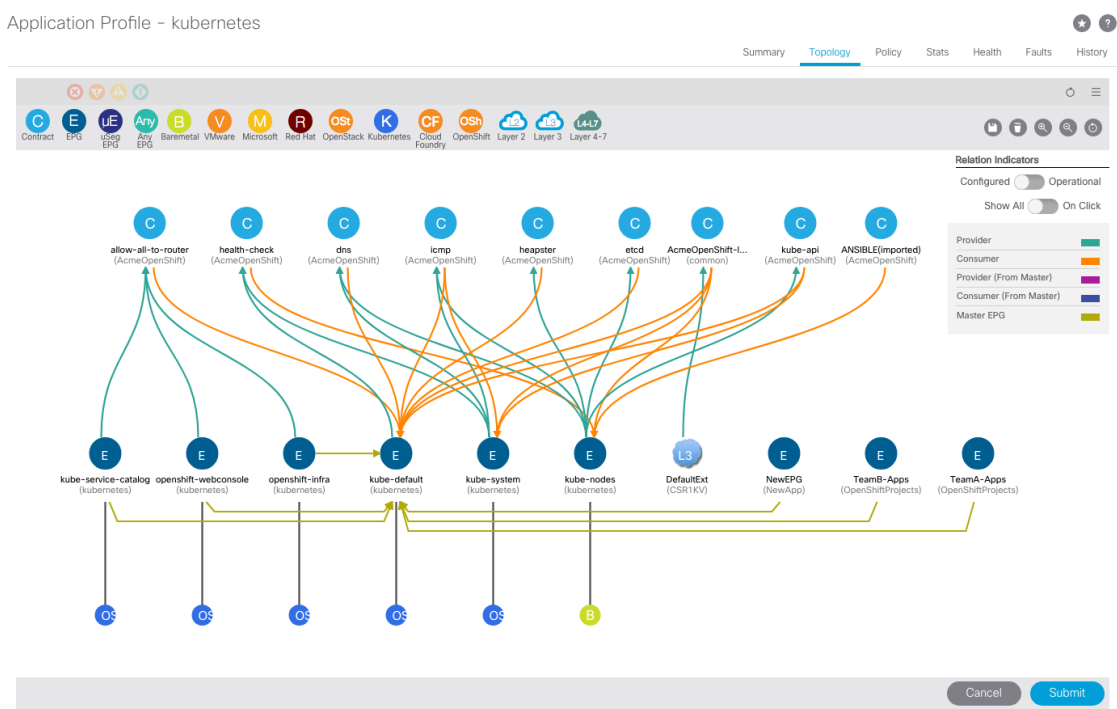 Application Profile - kubernetes
★ ?
Summary Topology Policy Stats Health Faults History
C E uE Any B V M R OSt K CF OSh L2 L3 L4-L7
Contract EPG uSeg EPG Any EPG Baremetal VMware Microsoft Red Hat OpenStack Kubernetes Cloud Foundry OpenShift Layer 2 Layer 3 Layer 4-7
Relation Indicators
Configured Operational
Show All On Click
Provider
Consumer
Provider (From Master)
Consumer (From Master)
Master EPG
C C C C C C C C C
allow-all-to-router health-check dns icmp heapster etcd AcmeOpenShift-l... kube-api ANSIBLE(imported)
(AcmeOpenShift) (AcmeOpenShift) (AcmeOpenShift) (AcmeOpenShift) (AcmeOpenShift) (AcmeOpenShift) (common) (AcmeOpenShift) (AcmeOpenShift)
E E E E E E L3 E E E
kube-service-catalog openshift-webconsole openshift-infra kube-default kube-system kube-nodes DefaultExt NewEPG TeamB-Apps TeamA-Apps
(kubernetes) (kubernetes) (kubernetes) (kubernetes) (kubernetes) (kubernetes) (CSR1KV) (NewApp) (OpenShiftProjects) (OpenShiftProjects)
OS OS OS OS OS B
Cancel Submit